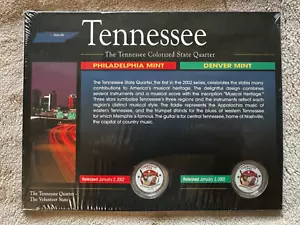 Tennessee
The Tennessee Colorized State Quarter
PHILADELPHIA MINT
DENVER MINT
The Tennessee State Quarter, the first in the 2002 series, celebrates the states many
contributions to America's musical heritage. The delightful design combines
several instruments and a musical score with the inscription "Musical Heritage."
Three stars symbolize Tennessee's three regions and the instruments reflect each
region's distinct musical style. The fiddle represents the Appalachian music of
eastern Tennessee, and the trumpet stands for the blues of western Tennessee
for which Memphis is famous. The guitar is for central Tennessee, home of Nashville,
the capital of country music.
Released January 2, 2002
Released January 2, 2002
The Tennessee Quarter
The Volunteer State